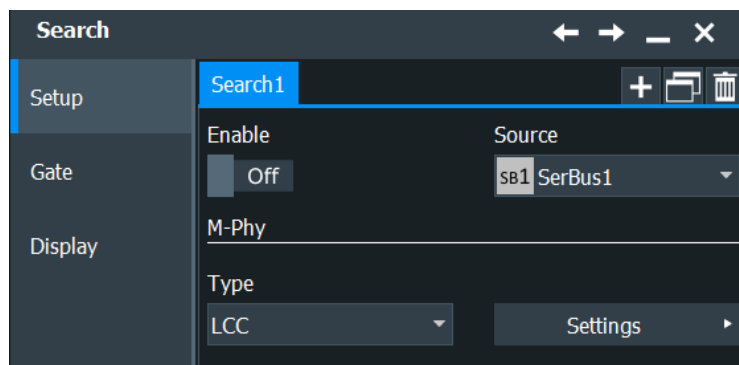 Search
Setup
Gate
Display
Search1
Enable
Source
Off
SB1 SerBus1
M-Phy
Type
LCC
Settings